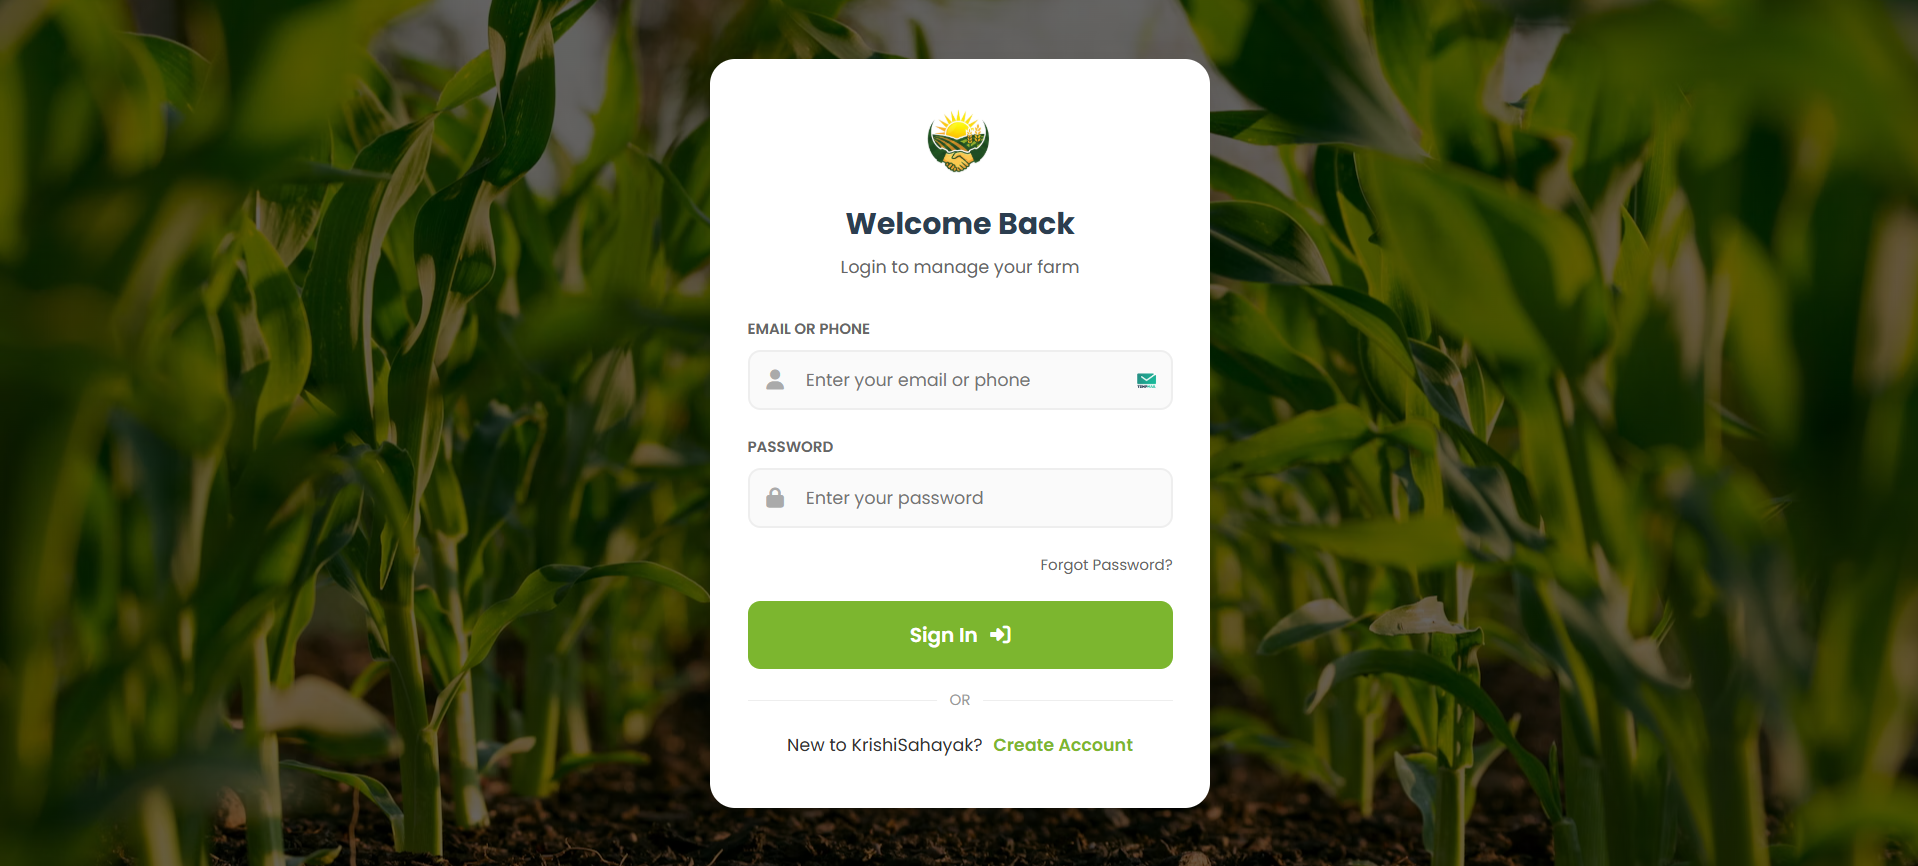 Welcome Back
Login to manage your farm
EMAIL OR PHONE
Enter your email or phone
PASSWORD
Enter your password
Forgot Password?
Sign In
OR
New to KrishiSahayak? Create Account